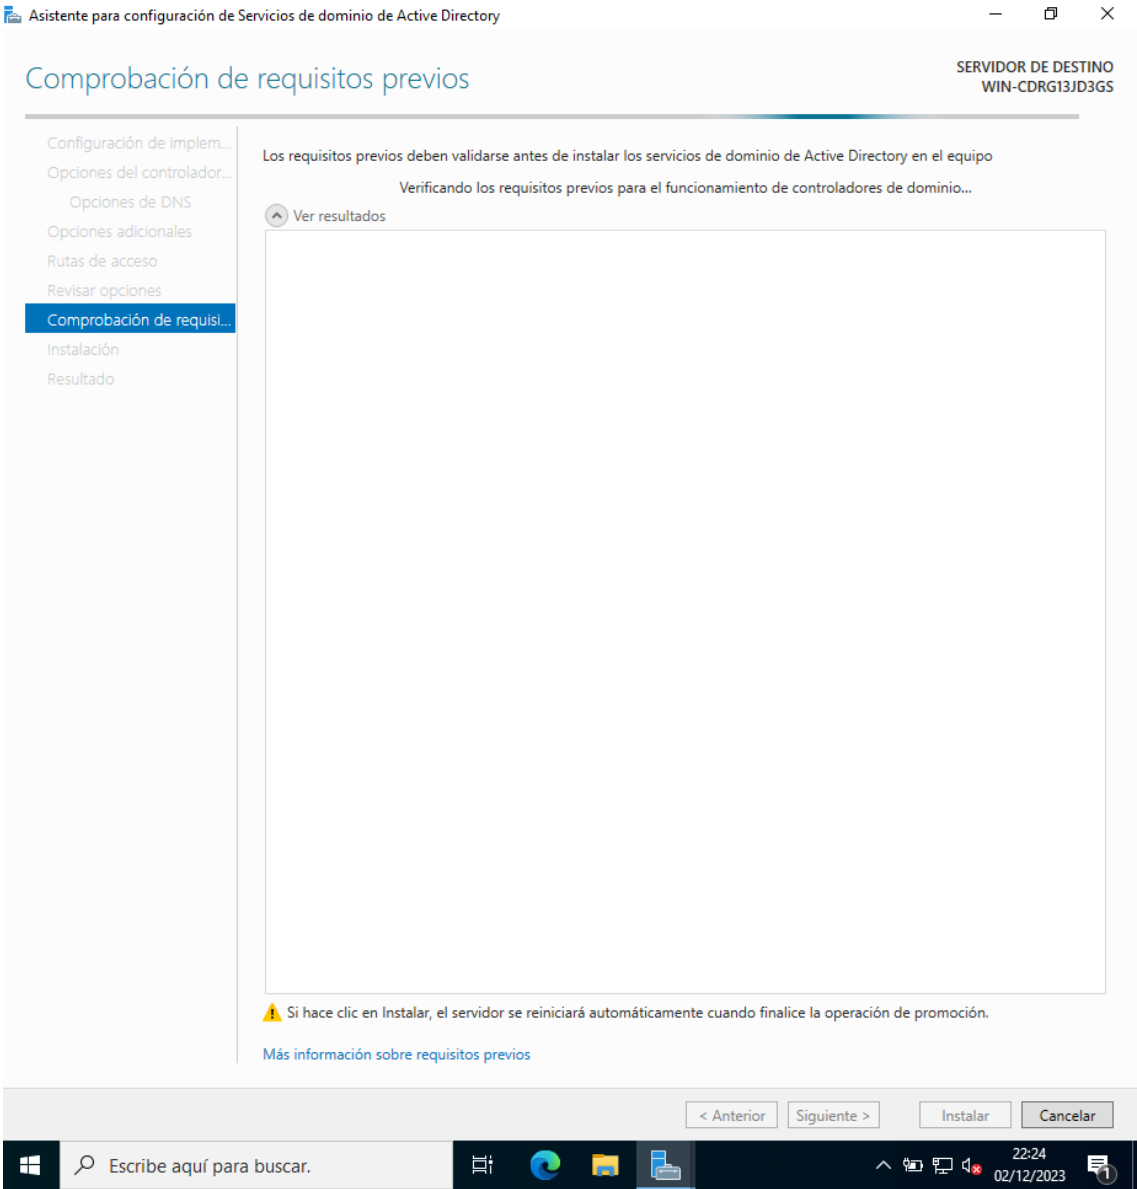 Asistente para configuración de Servicios de dominio de Active Directory
Comprobación de requisitos previos
SERVIDOR DE DESTINO
WIN-CDRG13JD3GS
Configuración de implem...
Opciones del controlador...
Opciones de DNS
Opciones adicionales
Rutas de acceso
Revisar opciones
Comprobación de requisi...
Instalación
Resultado
Los requisitos previos deben validarse antes de instalar los servicios de dominio de Active Directory en el equipo
Verificando los requisitos previos para el funcionamiento de controladores de dominio...
Ver resultados
Si hace clic en Instalar, el servidor se reiniciará automáticamente cuando finalice la operación de promoción.
Más información sobre requisitos previos
< Anterior
Siguiente >
Instalar
Cancelar
Escribe aquí para buscar.
22:24
02/12/2023
1